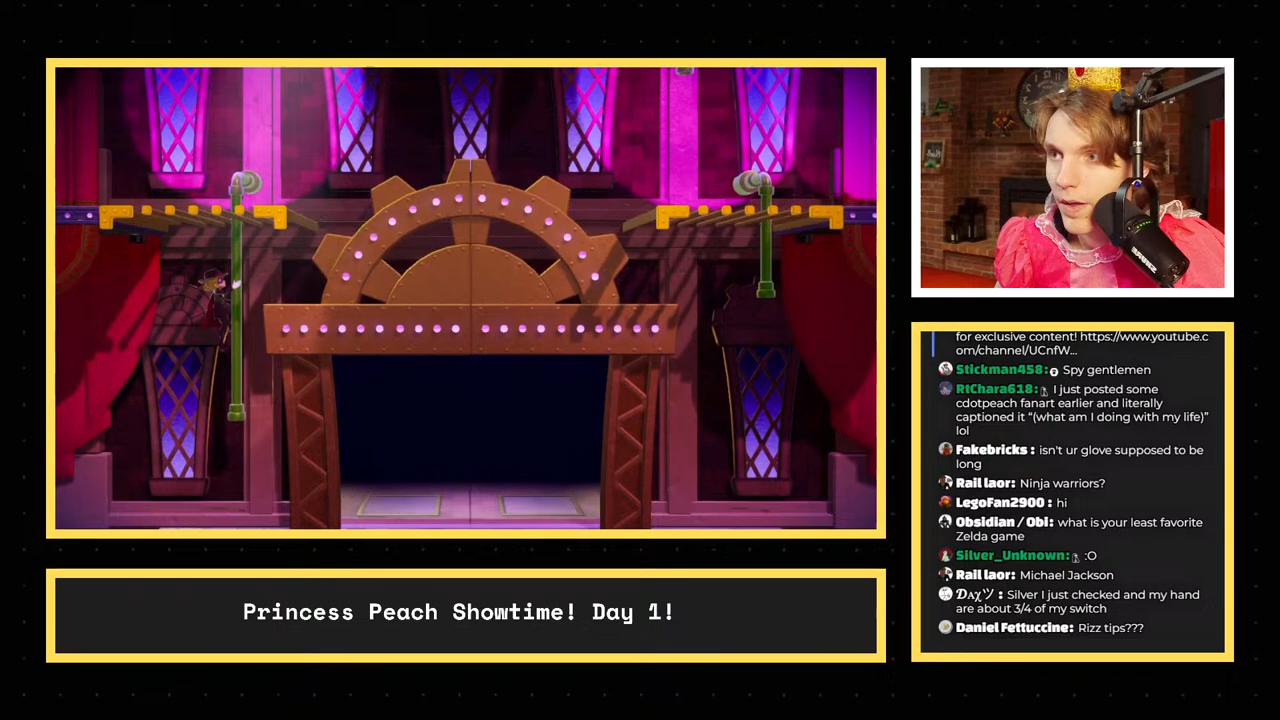 Princess Peach Showtime! Day 1!
for exclusive content! https://www.youtube.c
om/channel/UCnfW...
Stickman458: Spy gentlemen
RtChara618: I just posted some
cdotpeach fanart earlier and literally
captioned it “(what am I doing with my life)”
lol
Fakebricks : isn't ur glove supposed to be
long
Rail laor: Ninja warriors?
LegoFan2900 : hi
Obsidian / Obi: what is your least favorite
Zelda game
Silver_Unknown: :O
Rail laor: Michael Jackson
Dαχツ : Silver I just checked and my hand
are about 3/4 of my switch
Daniel Fettuccine: Rizz tips???